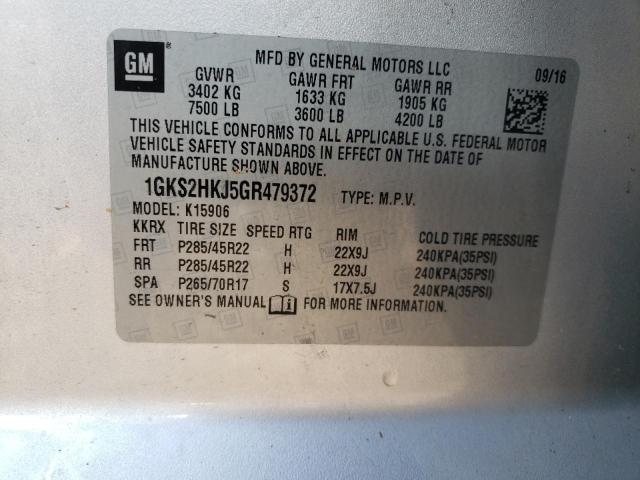 GM
MFD BY GENERAL MOTORS LLC 09/16
GVWR GAWR FRT GAWR RR
3402 KG 1633 KG 1905 KG
7500 LB 3600 LB 4200 LB
THIS VEHICLE CONFORMS TO ALL APPLICABLE U.S. FEDERAL MOTOR
VEHICLE SAFETY STANDARDS IN EFFECT ON THE DATE OF
MANUFACTURE SHOWN ABOVE.
1GKS2HKJ5GR479372 TYPE: M.P.V.
MODEL: K15906
KKRX TIRE SIZE SPEED RTG RIM COLD TIRE PRESSURE
FRT P285/45R22 H 22X9J 240KPA(35PSI)
RR P285/45R22 H 22X9J 240KPA(35PSI)
SPA P265/70R17 S 17X7.5J 240KPA(35PSI)
SEE OWNER'S MANUAL FOR MORE INFORMATION.